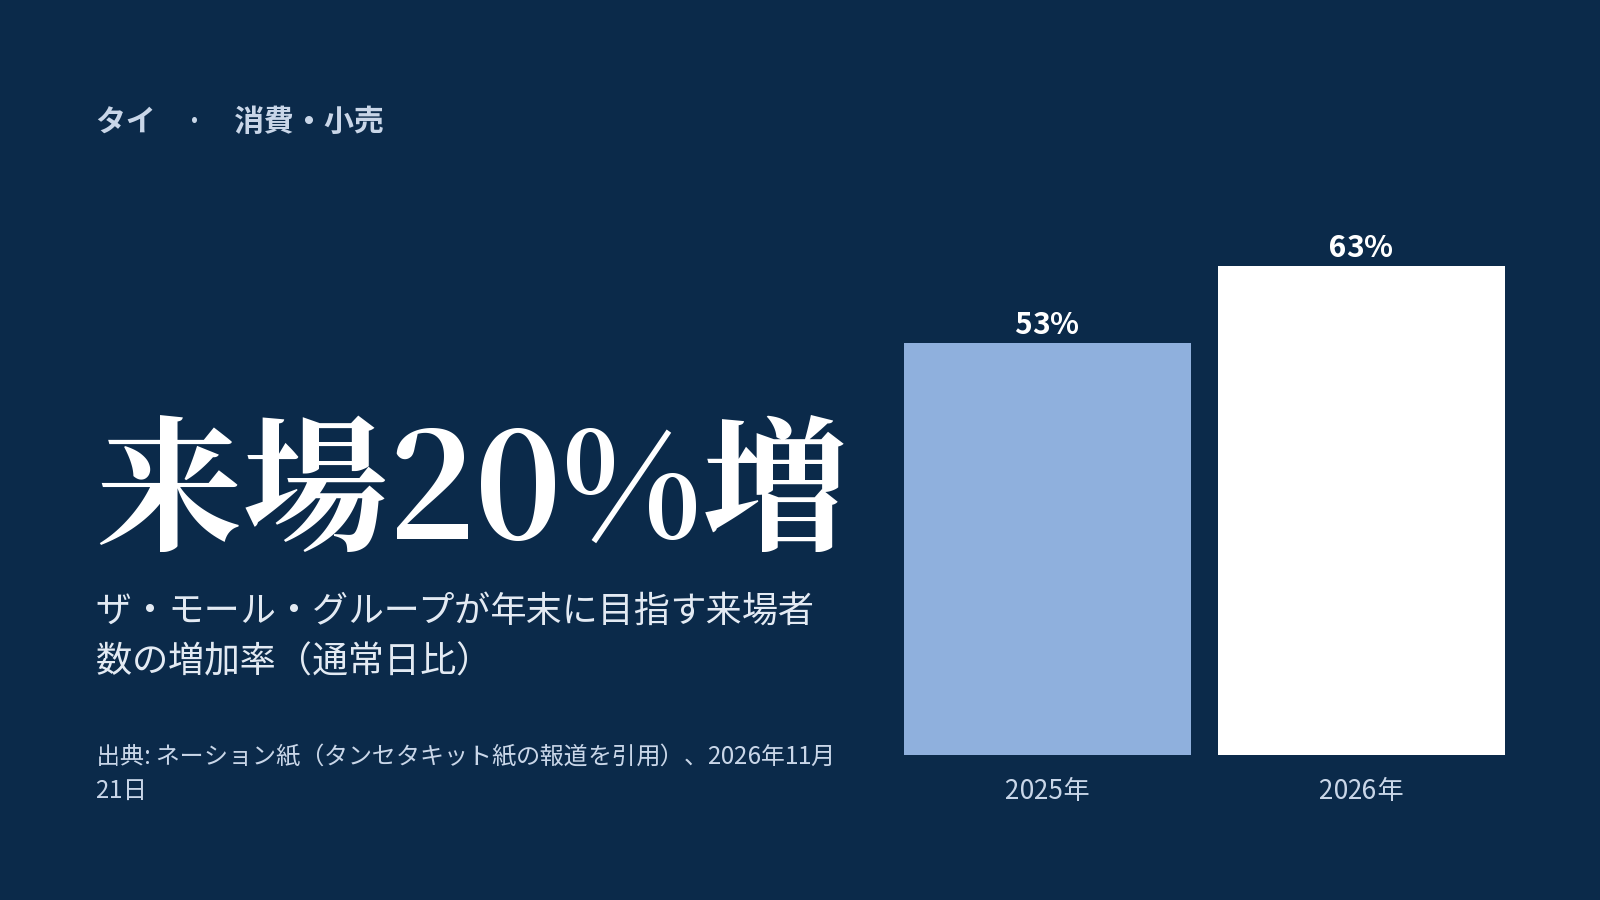 タイ · 消費・小売
来場20%増
ザ・モール・グループが年末に目指す来場者
数の増加率（通常日比）
出典: ネーション紙（タンセタキット紙の報道を引用）、2026年11月
21日
53%
63%
2025年
2026年